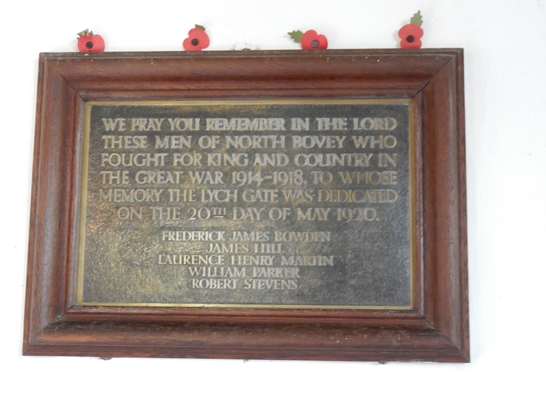 WE PRAY YOU REMEMBER IN THE LORD
THESE MEN OF NORTH BOVEY WHO
FOUGHT FOR KING AND COUNTRY IN
THE GREAT WAR 1914-1918, TO WHOSE
MEMORY THE LYCH GATE WAS DEDICATED
ON THE 20TH DAY OF MAY 1920.
FREDERICK JAMES BOWDEN
JAMES HILL
LAURENCE HENRY MARTIN
WILLIAM PARKER
ROBERT STEVENS